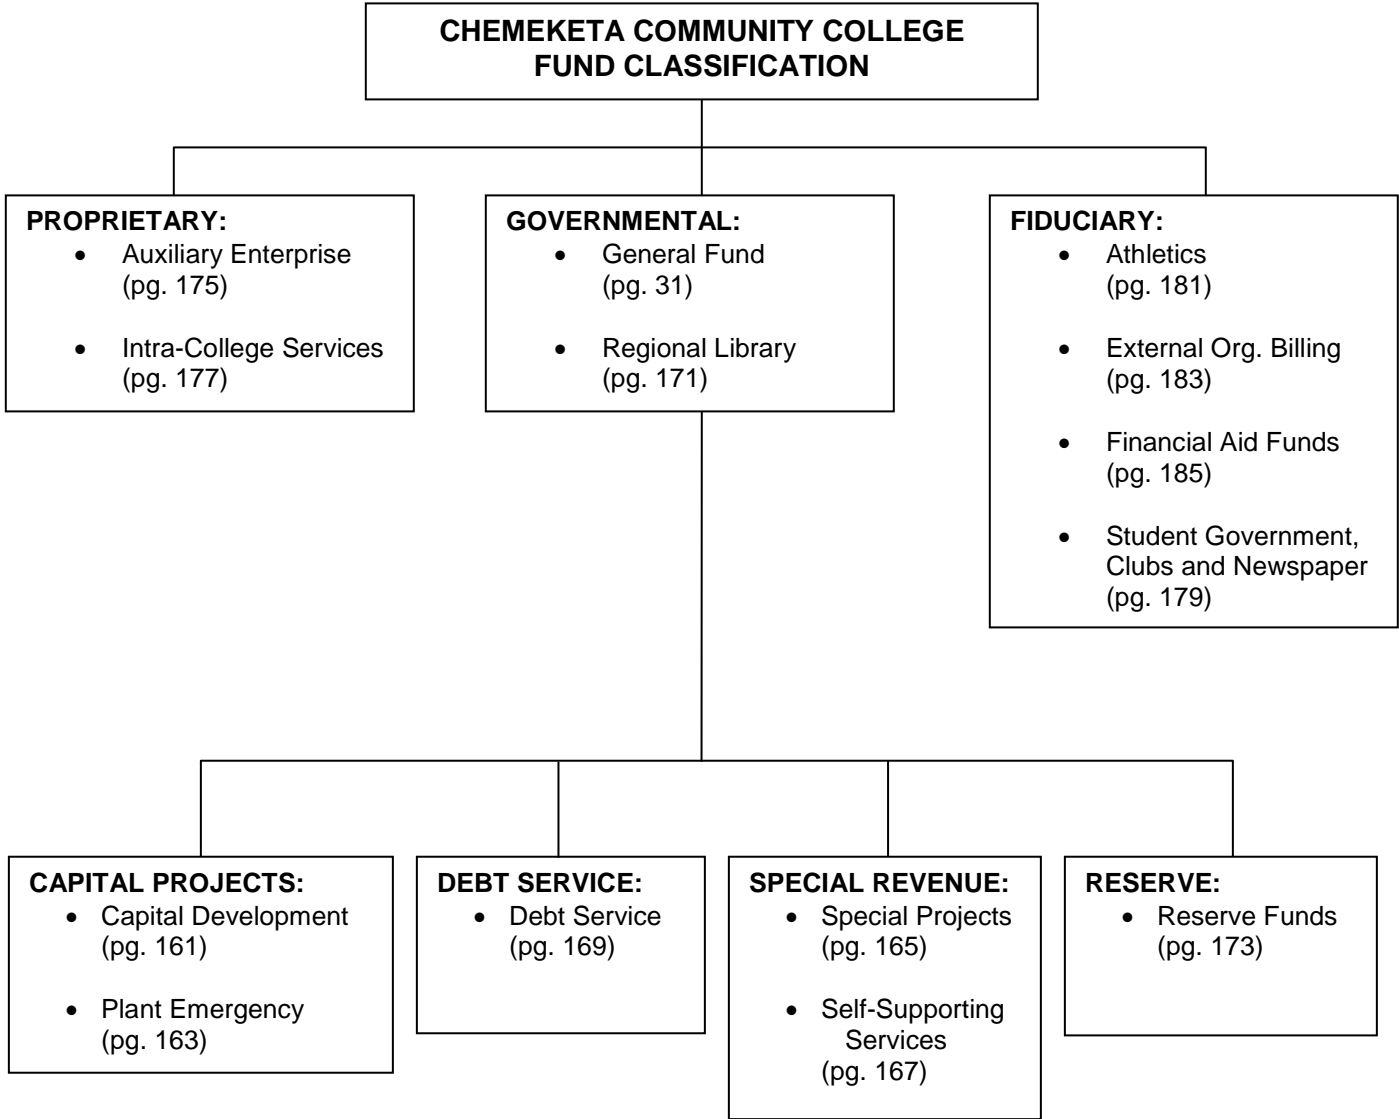 CHEMEKETA COMMUNITY COLLEGE
FUND CLASSIFICATION
PROPRIETARY:
• Auxiliary Enterprise
(pg. 175)
• Intra-College Services
(pg. 177)
GOVERNMENTAL:
• General Fund
(pg. 31)
• Regional Library
(pg. 171)
FIDUCIARY:
• Athletics
(pg. 181)
• External Org. Billing
(pg. 183)
• Financial Aid Funds
(pg. 185)
• Student Government,
Clubs and Newspaper
(pg. 179)
CAPITAL PROJECTS:
• Capital Development
(pg. 161)
• Plant Emergency
(pg. 163)
DEBT SERVICE:
• Debt Service
(pg. 169)
SPECIAL REVENUE:
• Special Projects
(pg. 165)
• Self-Supporting
Services
(pg. 167)
RESERVE:
• Reserve Funds
(pg. 173)